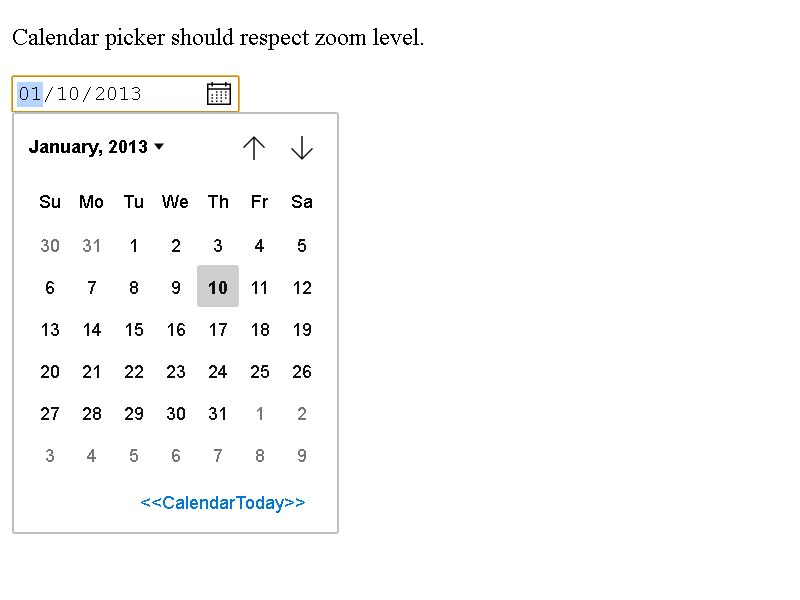 Calendar picker should respect zoom level.
01/10/2013
January, 2013
Su Mo Tu We Th Fr Sa
30 31 1 2 3 4 5
6 7 8 9 10 11 12
13 14 15 16 17 18 19
20 21 22 23 24 25 26
27 28 29 30 31 1 2
3 4 5 6 7 8 9
<<CalendarToday>>